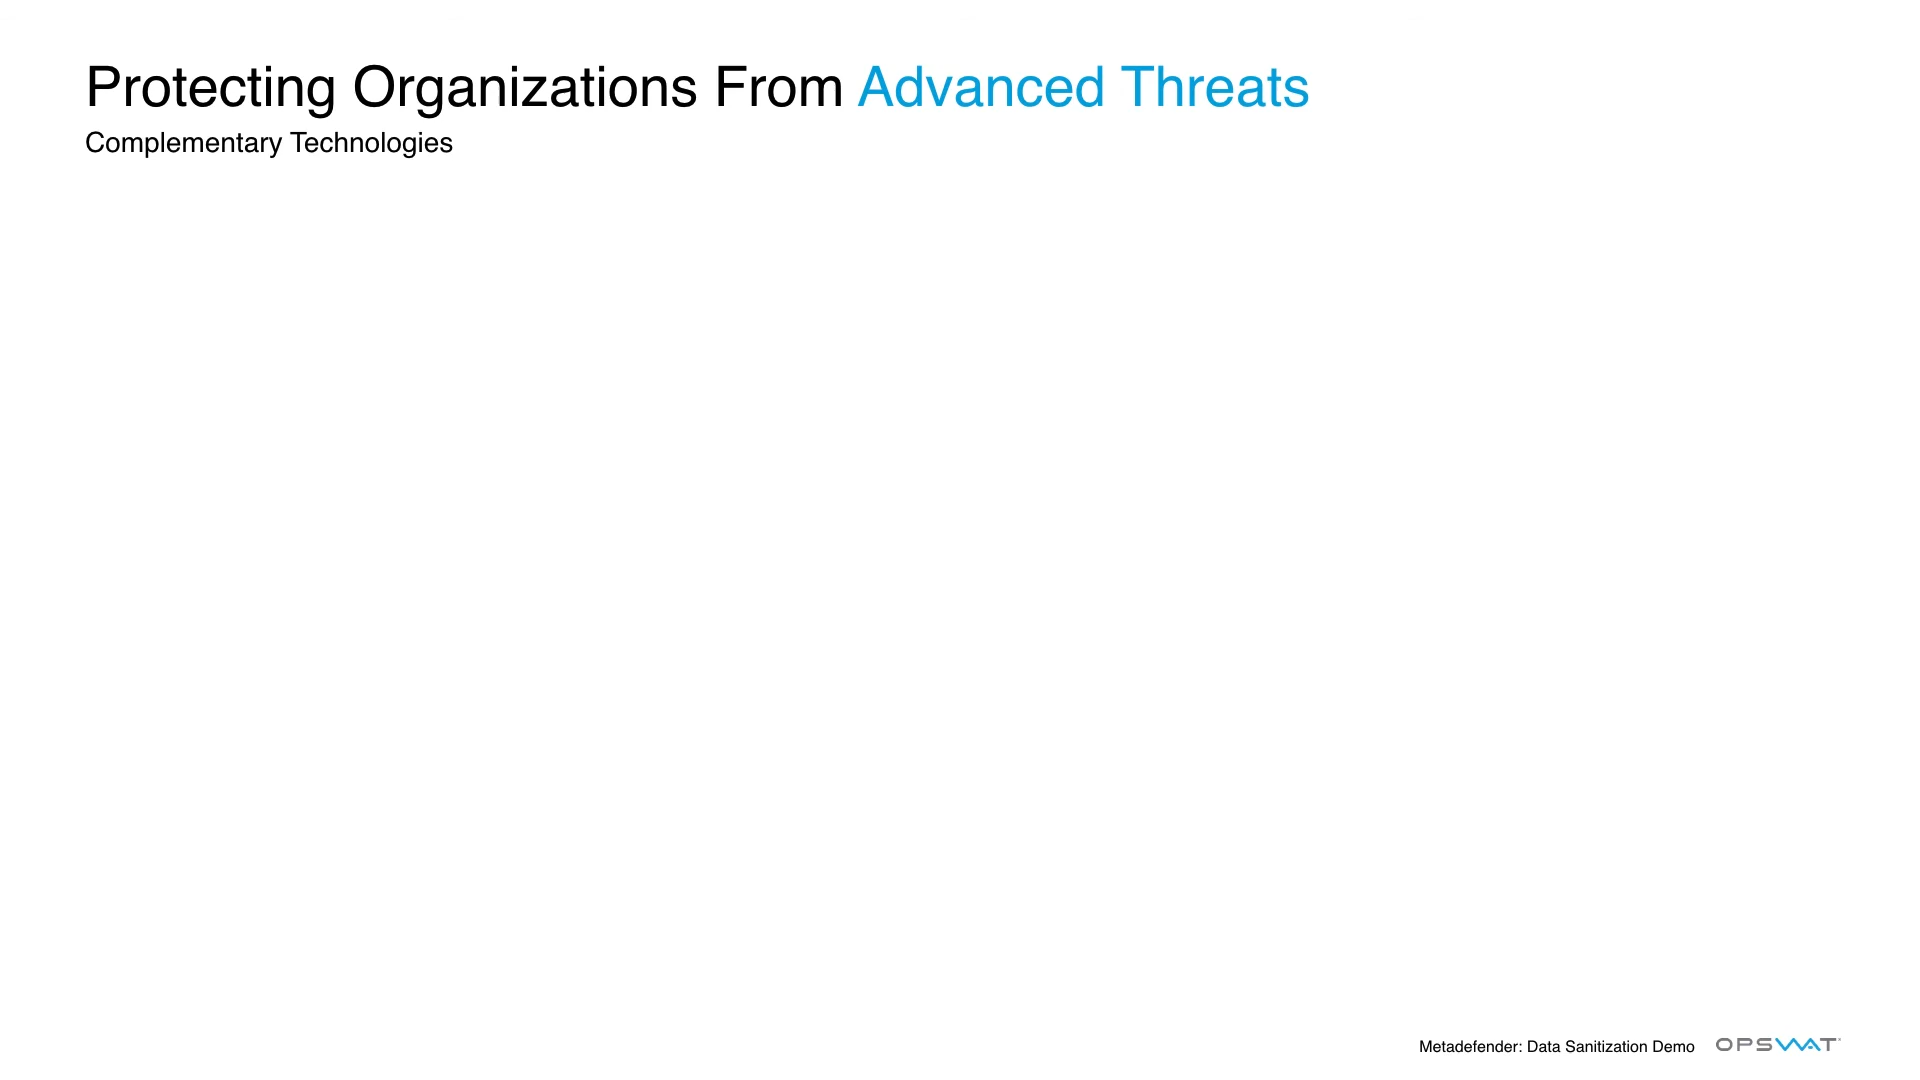 Protecting Organizations From Advanced Threats
Complementary Technologies
Metadefender: Data Sanitization Demo
OPSWAT